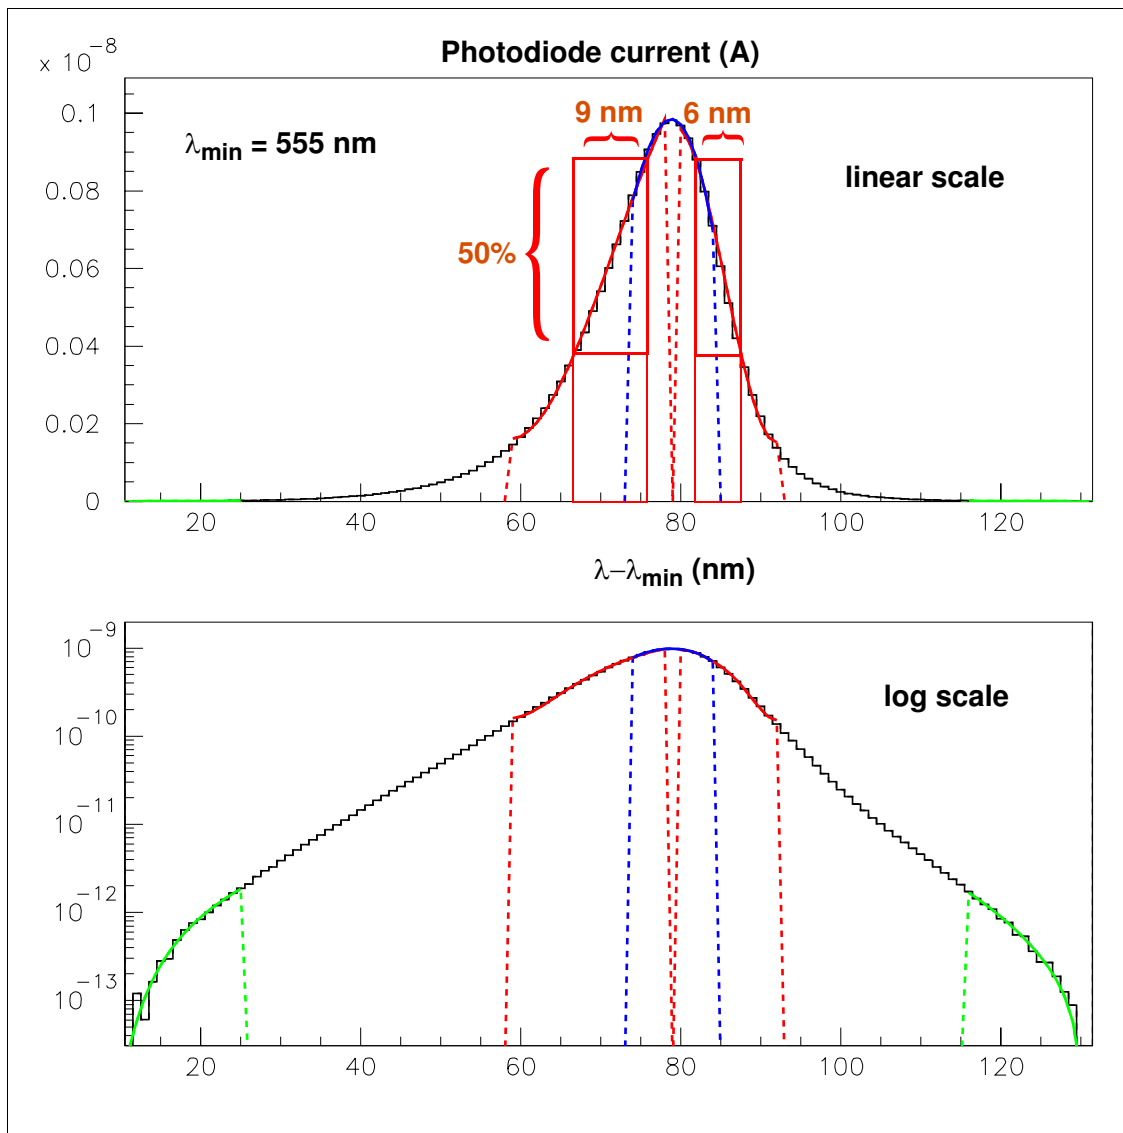 × 10⁻⁸
Photodiode current (A)
9 nm
6 nm
0.1
λmin = 555 nm
linear scale
0.08
50%
0.06
0.04
0.02
0
20 40 60 80 100 120
λ−λmin (nm)
10⁻⁹
log scale
10⁻¹⁰
10⁻¹¹
10⁻¹²
10⁻¹³
20 40 60 80 100 120